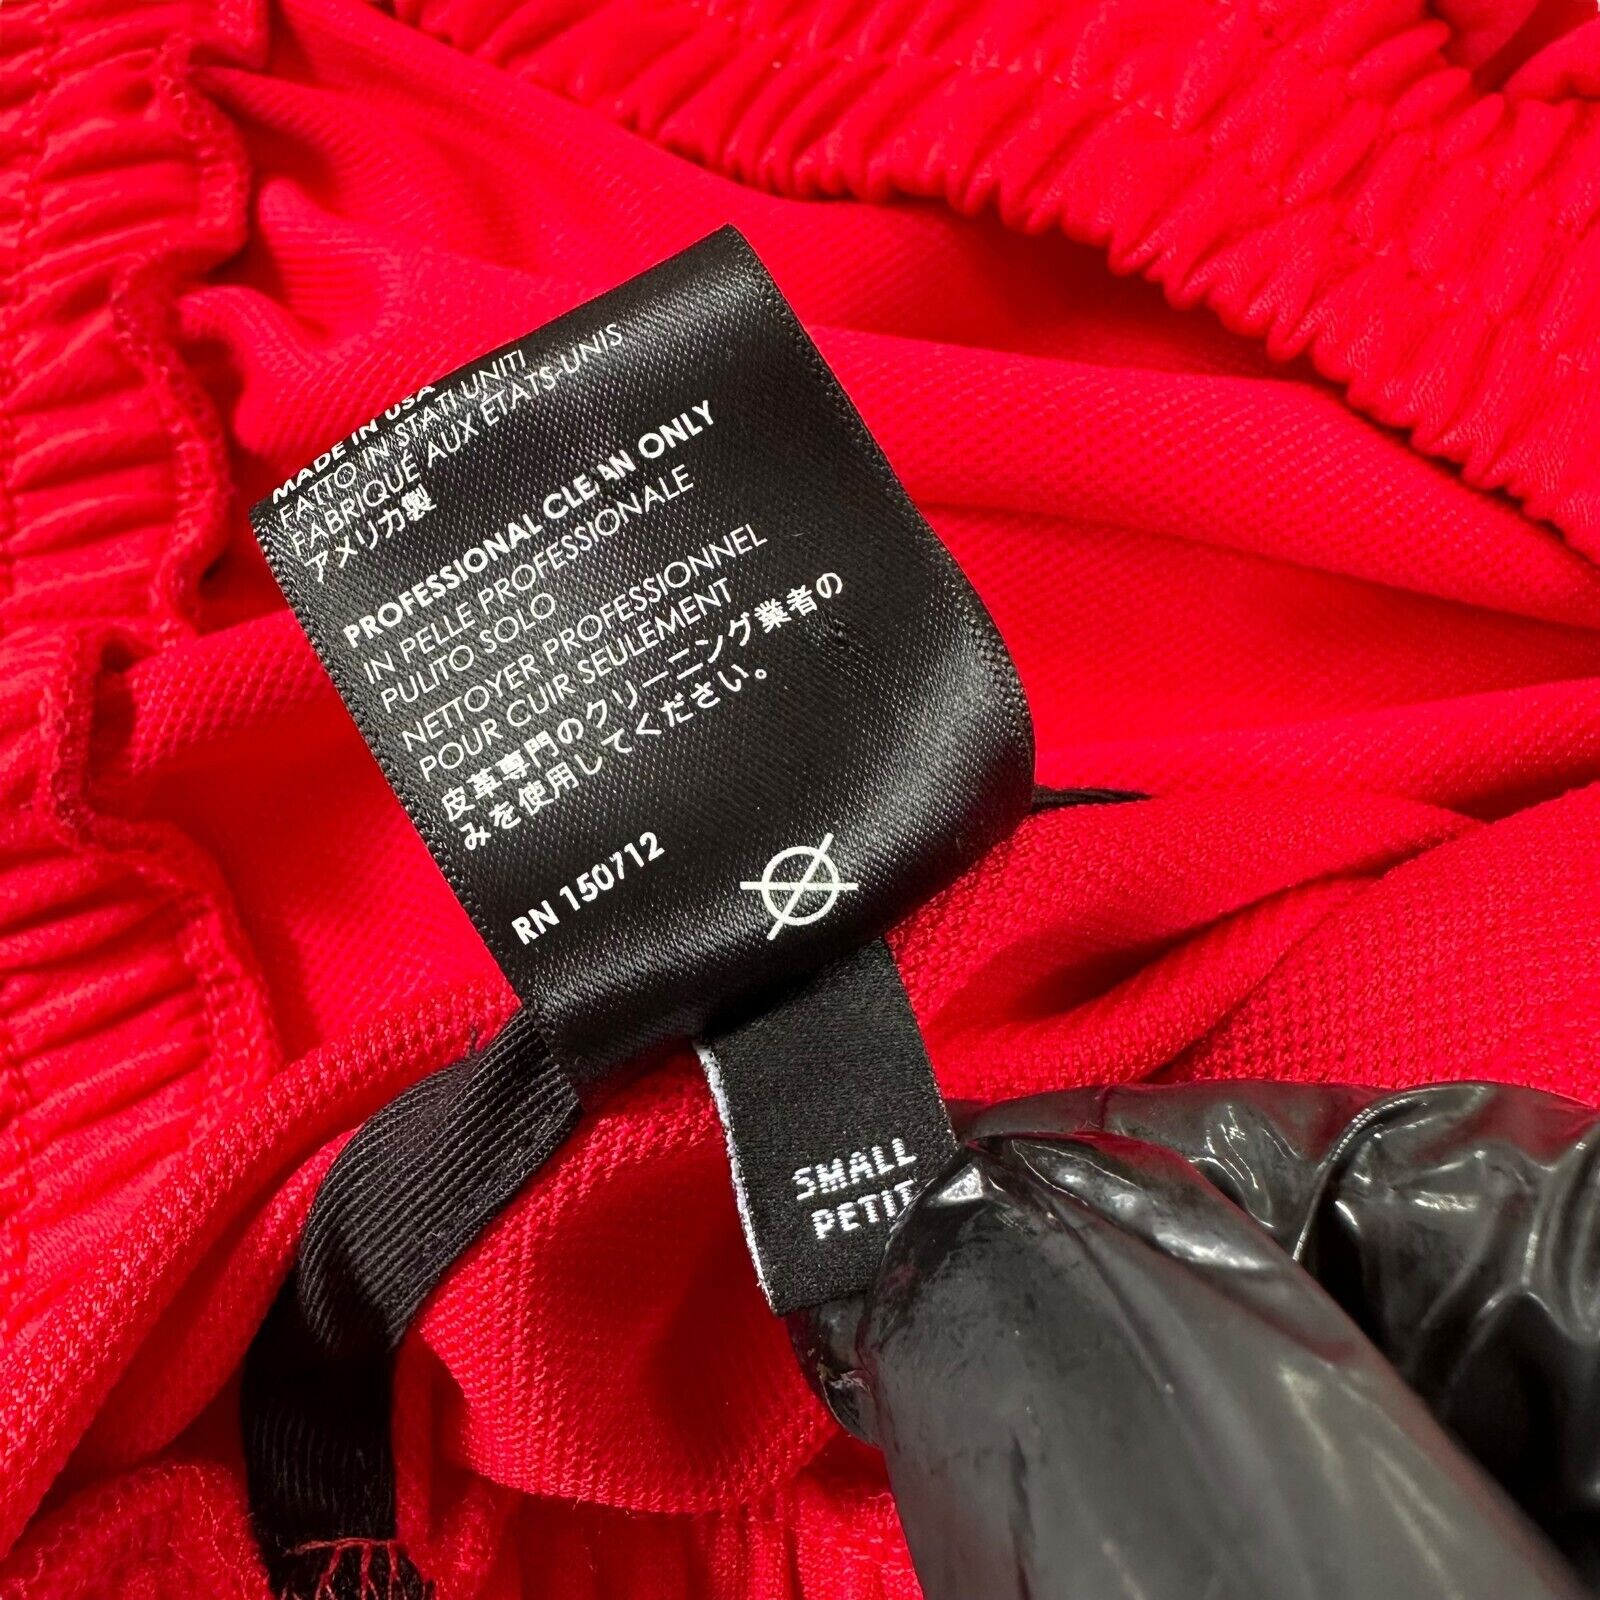 MADE IN USA
FATTO IN STATI UNITI
FABRIQUE AUX ETATS-UNIS
アメリカ製
PROFESSIONAL CLEAN ONLY
IN PELLE PROFESSIONALE
PULITO SOLO
NETTOYER PROFESSIONNEL
POUR CUIR SEULEMENT
皮革専門のクリーニング業者の
みを使用してください。
RN 150712
SMALL
PETIT